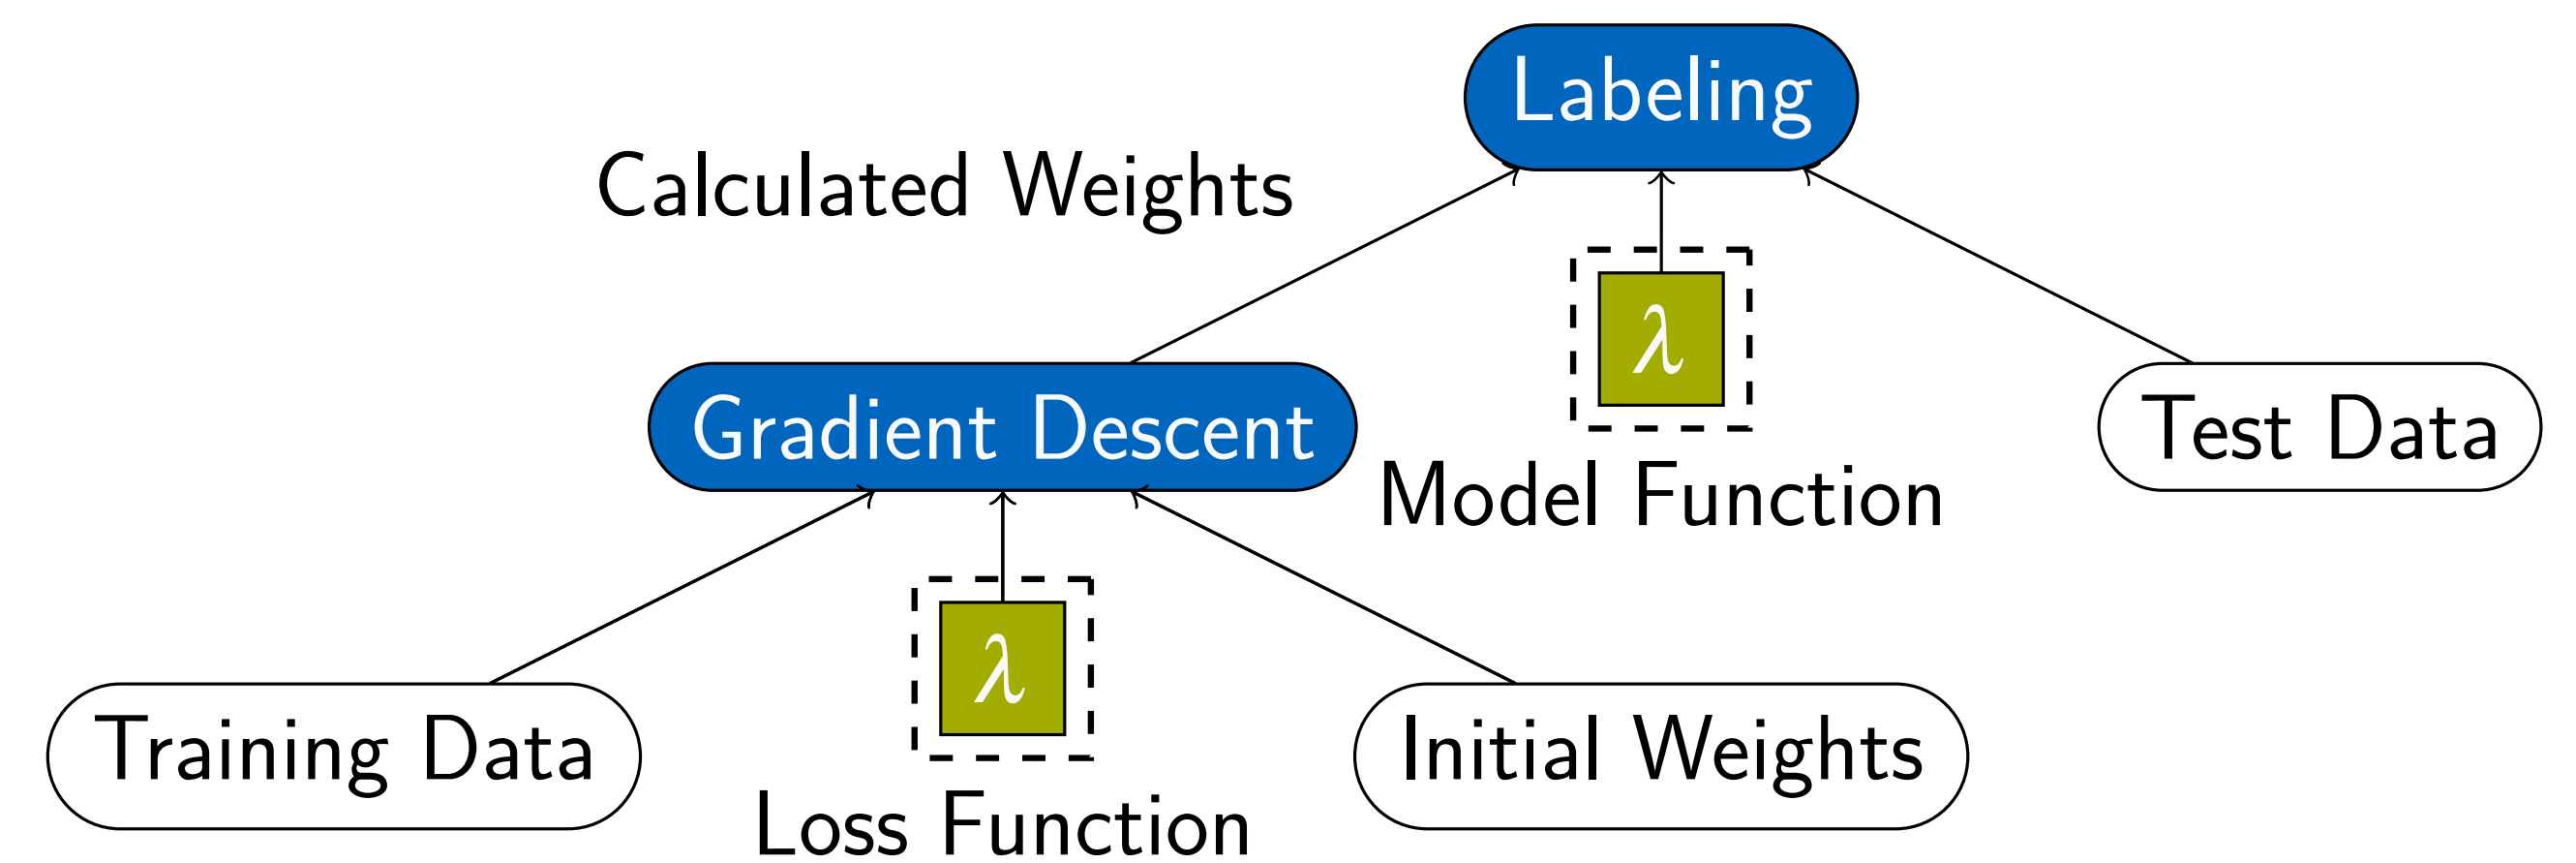 Labeling
Calculated Weights
λ
Gradient Descent
Test Data
Model Function
λ
Training Data
Initial Weights
Loss Function